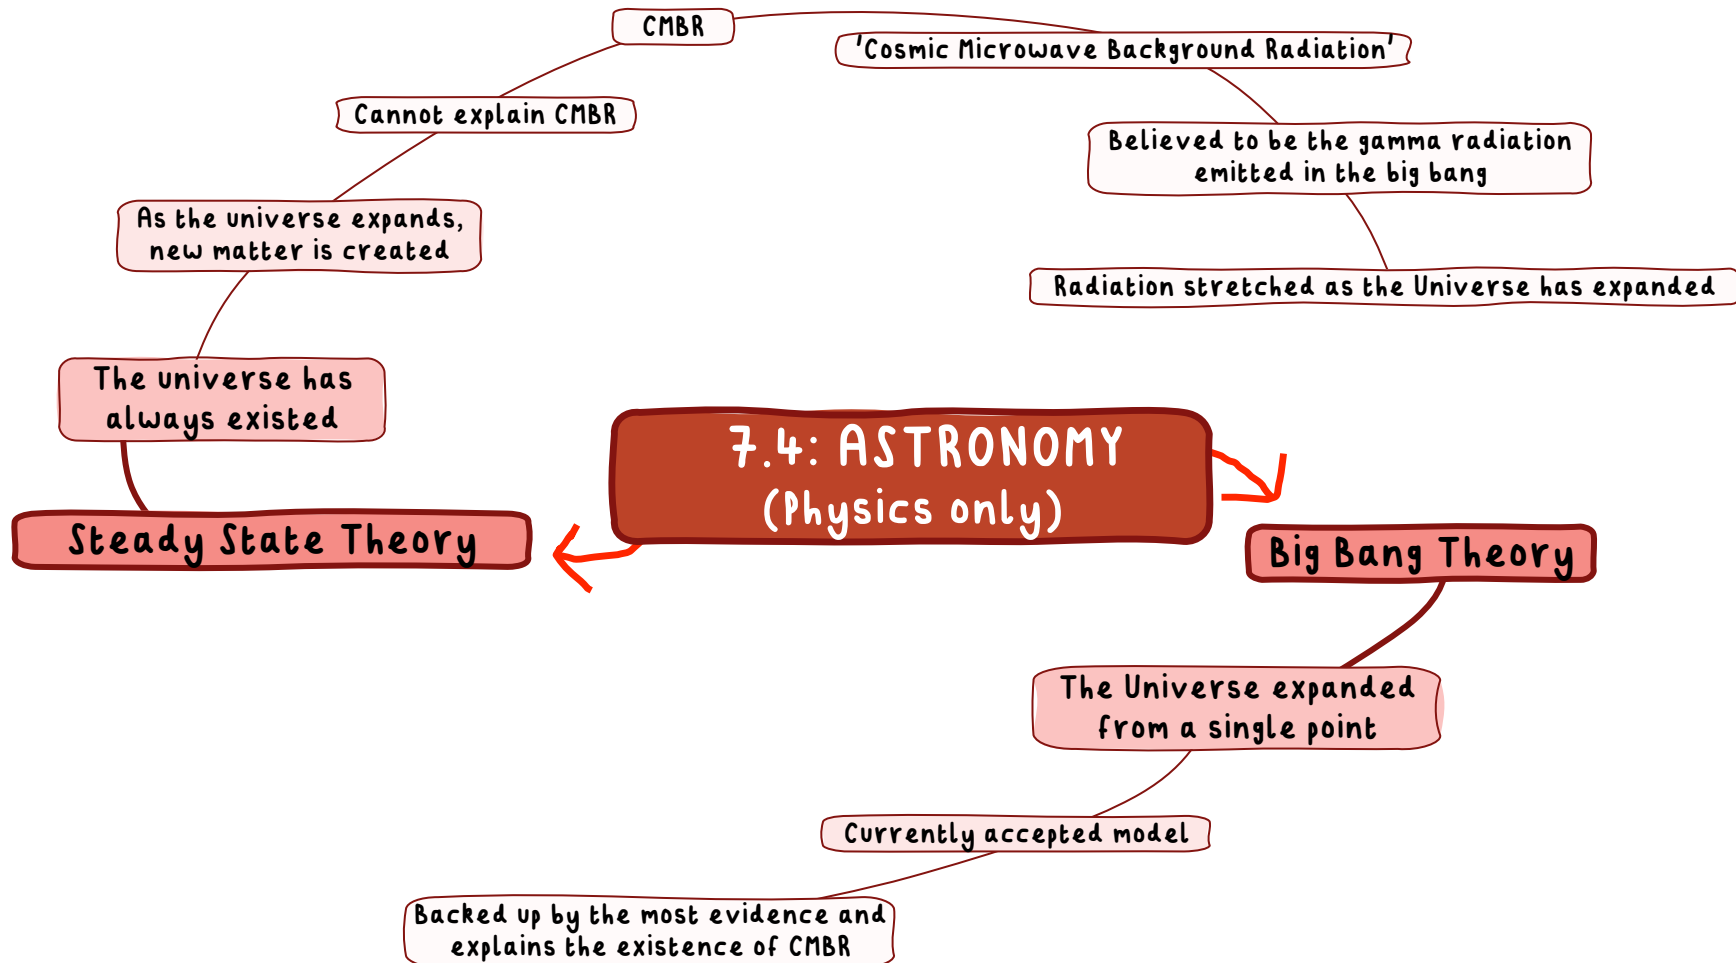 CMBR
'Cosmic Microwave Background Radiation'
Cannot explain CMBR
Believed to be the gamma radiation
emitted in the big bang
As the universe expands,
new matter is created
Radiation stretched as the Universe has expanded
The universe has
always existed
7.4: ASTRONOMY
(Physics only)
Steady State Theory
Big Bang Theory
The Universe expanded
from a single point
Currently accepted model
Backed up by the most evidence and
explains the existence of CMBR